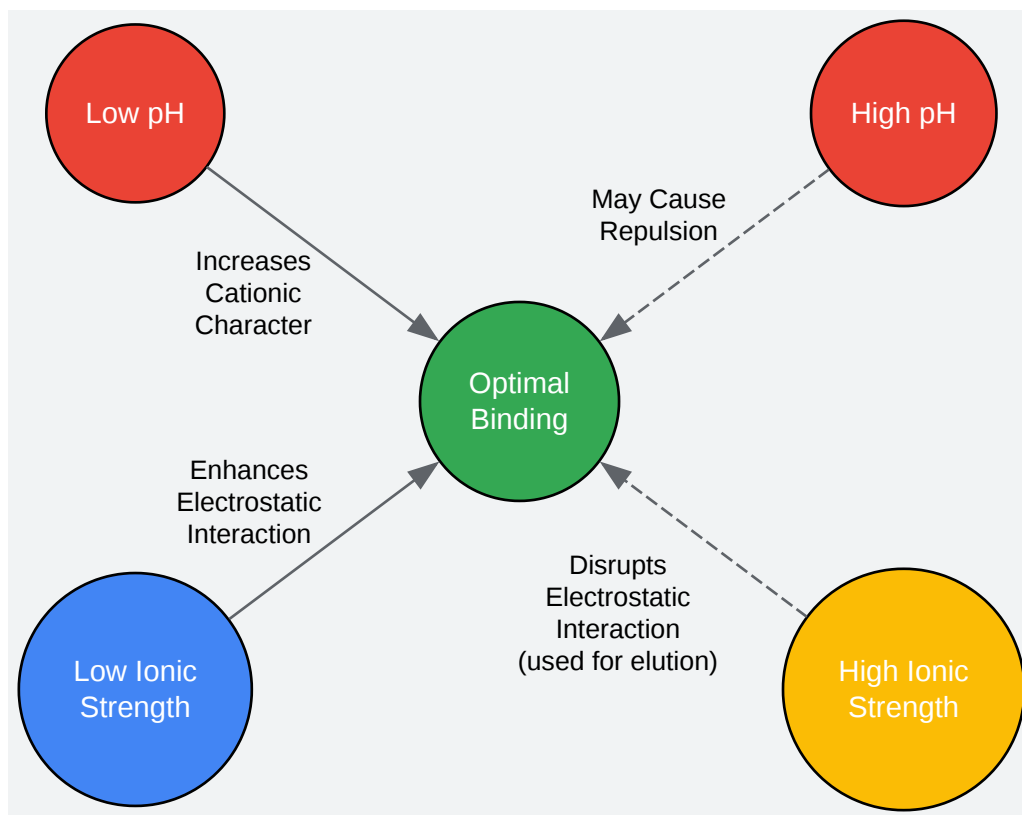 Low pH
High pH
May Cause
Repulsion
Increases
Cationic
Character
Optimal
Binding
Enhances
Electrostatic
Interaction
Disrupts
Electrostatic
Interaction
(used for elution)
Low Ionic
Strength
High Ionic
Strength